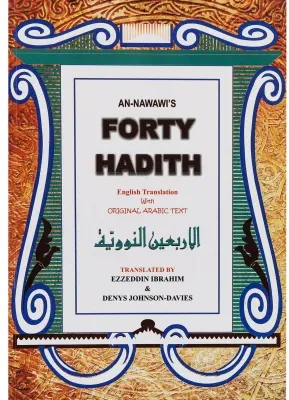 AN-NAWAWI'S
FORTY
HADITH
English Translation
With
ORIGINAL ARABIC TEXT
الأربعين النووية
TRANSLATED BY
EZZEDDIN IBRAHIM
&
DENYS JOHNSON-DAVIES